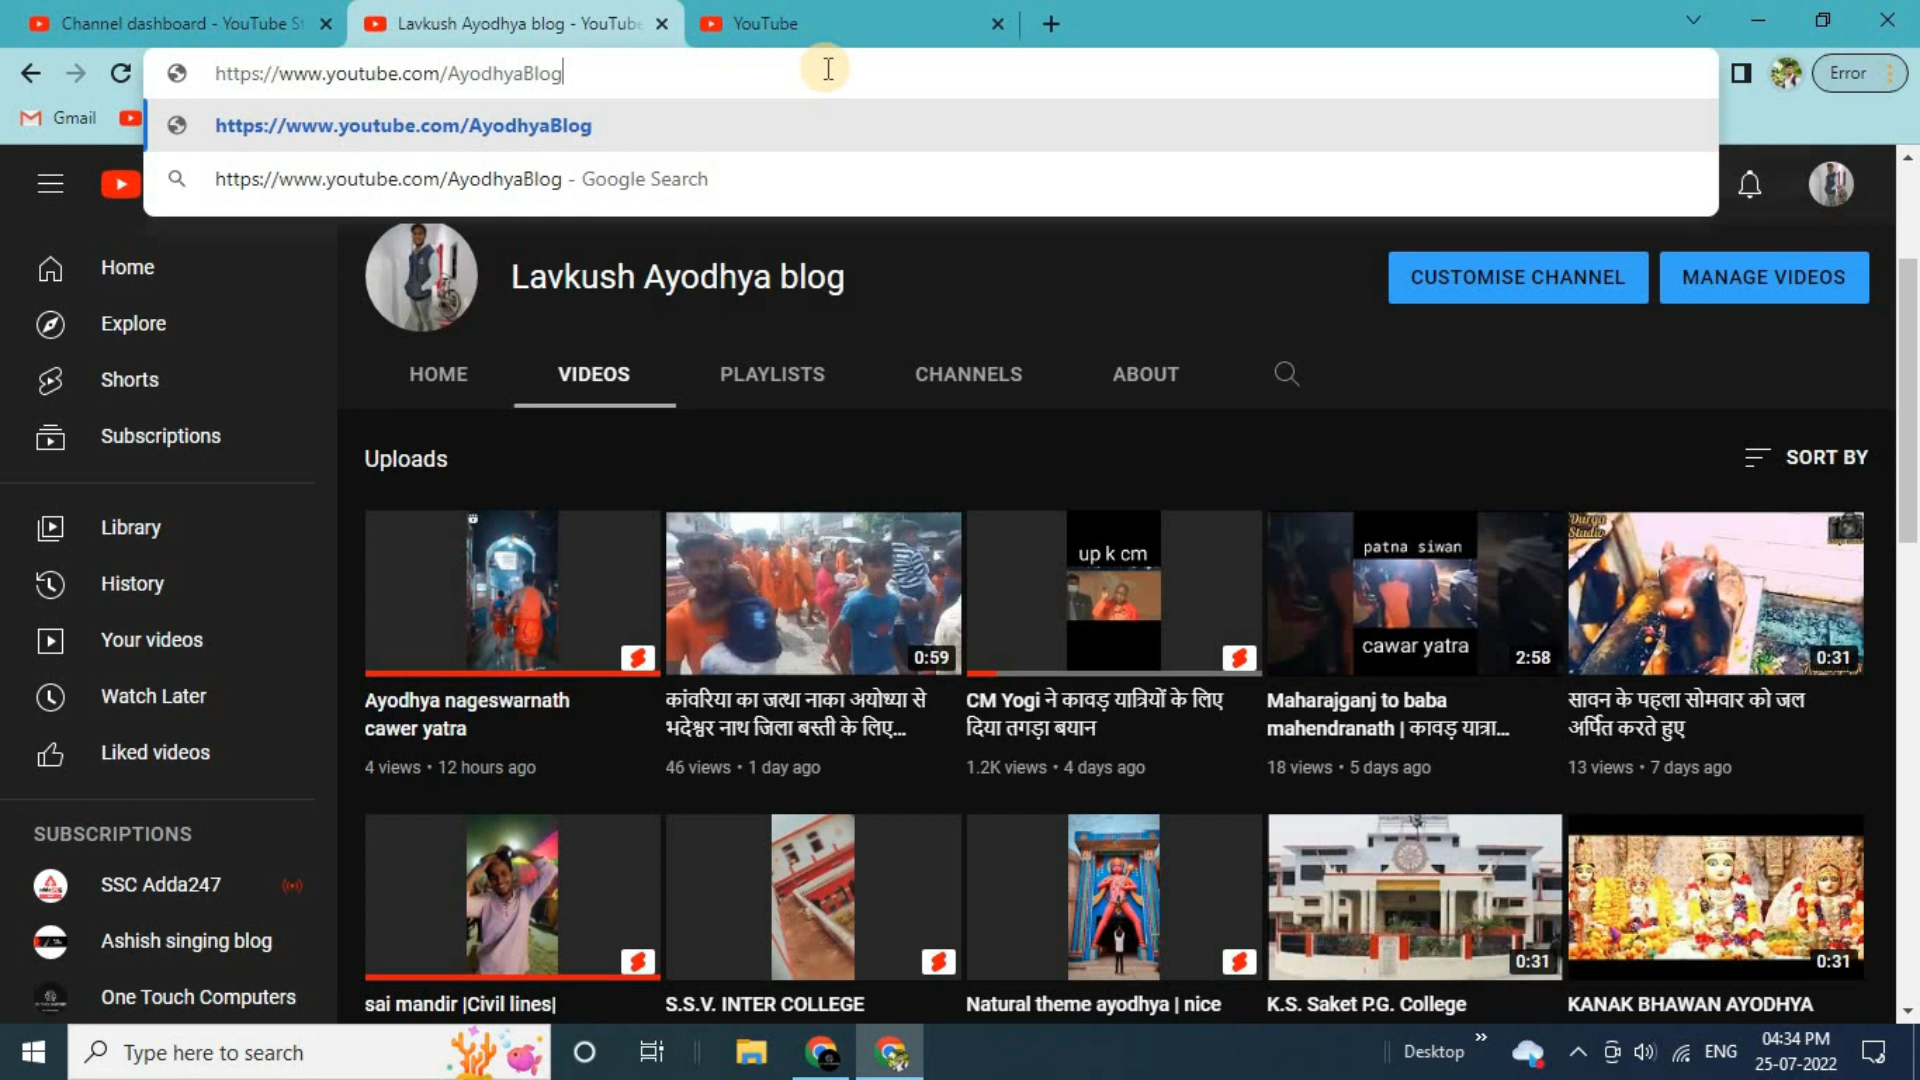 Channel dashboard - YouTube St
Lavkush Ayodhya blog - YouTube
YouTube
https://www.youtube.com/AyodhyaBlog
Error
Gmail
https://www.youtube.com/AyodhyaBlog
https://www.youtube.com/AyodhyaBlog - Google Search
Lavkush Ayodhya blog
CUSTOMISE CHANNEL
MANAGE VIDEOS
HOME
VIDEOS
PLAYLISTS
CHANNELS
ABOUT
Home
Explore
Shorts
Subscriptions
Library
History
Your videos
Watch Later
Liked videos
SUBSCRIPTIONS
SSC Adda247
Ashish singing blog
One Touch Computers
Uploads
SORT BY
Ayodhya nageswarnath
cawer yatra
4 views • 12 hours ago
0:59
कांवरिया का जत्था नाका अयोध्या से
भदेश्वर नाथ जिला बस्ती के लिए...
46 views • 1 day ago
up k cm
CM Yogi ने कावड़ यात्रियों के लिए
दिया तगड़ा बयान
1.2K views • 4 days ago
patna siwan
cawar yatra
2:58
Maharajganj to baba
mahendranath | कावड़ यात्रा...
18 views • 5 days ago
Durga
Studio
0:31
सावन के पहला सोमवार को जल
अर्पित करते हुए
13 views • 7 days ago
sai mandir |Civil lines|
S.S.V. INTER COLLEGE
Natural theme ayodhya | nice
0:31
K.S. Saket P.G. College
0:31
KANAK BHAWAN AYODHYA
Type here to search
Desktop
ENG
04:34 PM
25-07-2022